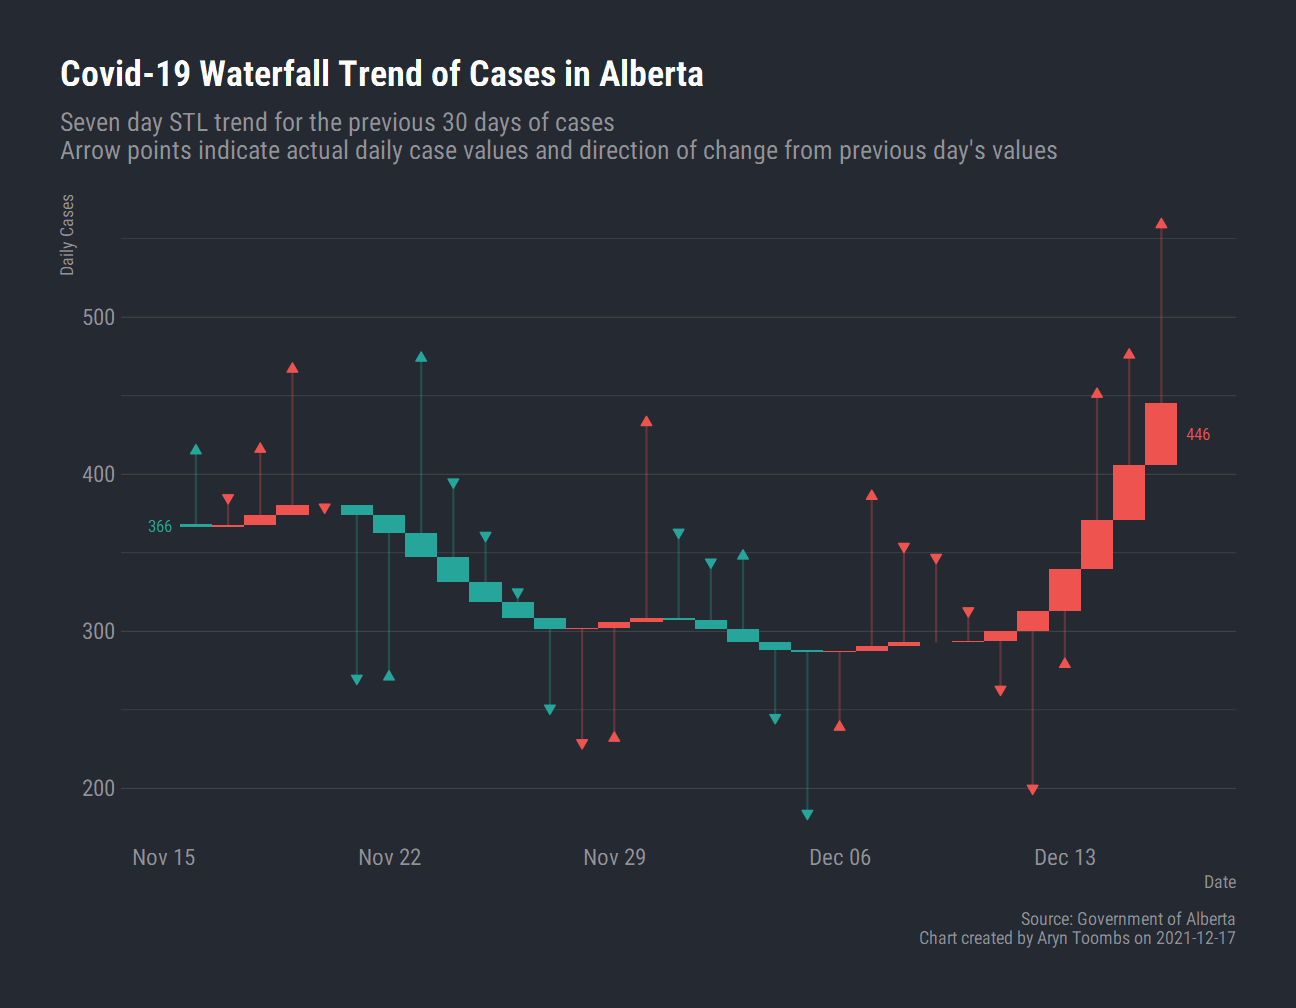 Covid-19 Waterfall Trend of Cases in Alberta
Seven day STL trend for the previous 30 days of cases
Arrow points indicate actual daily case values and direction of change from previous day's values
Daily Cases
500
400
300
200
366
446
Nov 15
Nov 22
Nov 29
Dec 06
Dec 13
Date
Source: Government of Alberta
Chart created by Aryn Toombs on 2021-12-17